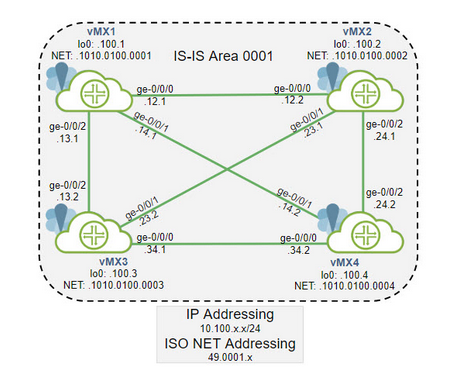 vMX1
lo0: .100.1
NET: .1010.0100.0001
IS-IS Area 0001
vMX2
lo0: .100.2
NET: .1010.0100.0002
ge-0/0/0
.12.1
ge-0/0/0
.12.2
ge-0/0/1
.14.1
ge-0/0/1
.23.1
ge-0/0/2
.13.1
ge-0/0/2
.24.1
ge-0/0/2
.13.2
ge-0/0/1
.23.2
ge-0/0/1
.14.2
ge-0/0/2
.24.2
ge-0/0/0
.34.1
ge-0/0/0
.34.2
vMX3
lo0: .100.3
NET: .1010.0100.0003
vMX4
lo0: .100.4
NET: .1010.0100.0004
IP Addressing
10.100.x.x/24
ISO NET Addressing
49.0001.x